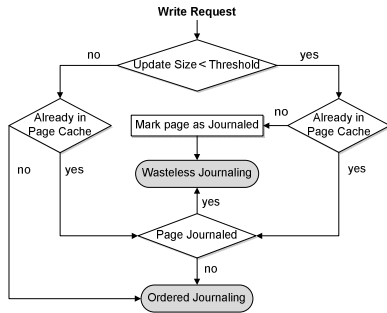 Write Request
no
yes
Update Size < Threshold
Already in
Page Cache
no
Mark page as Journaled
Already in
Page Cache
no
yes
Wasteless Journaling
yes
yes
Page Journaled
no
Ordered Journaling